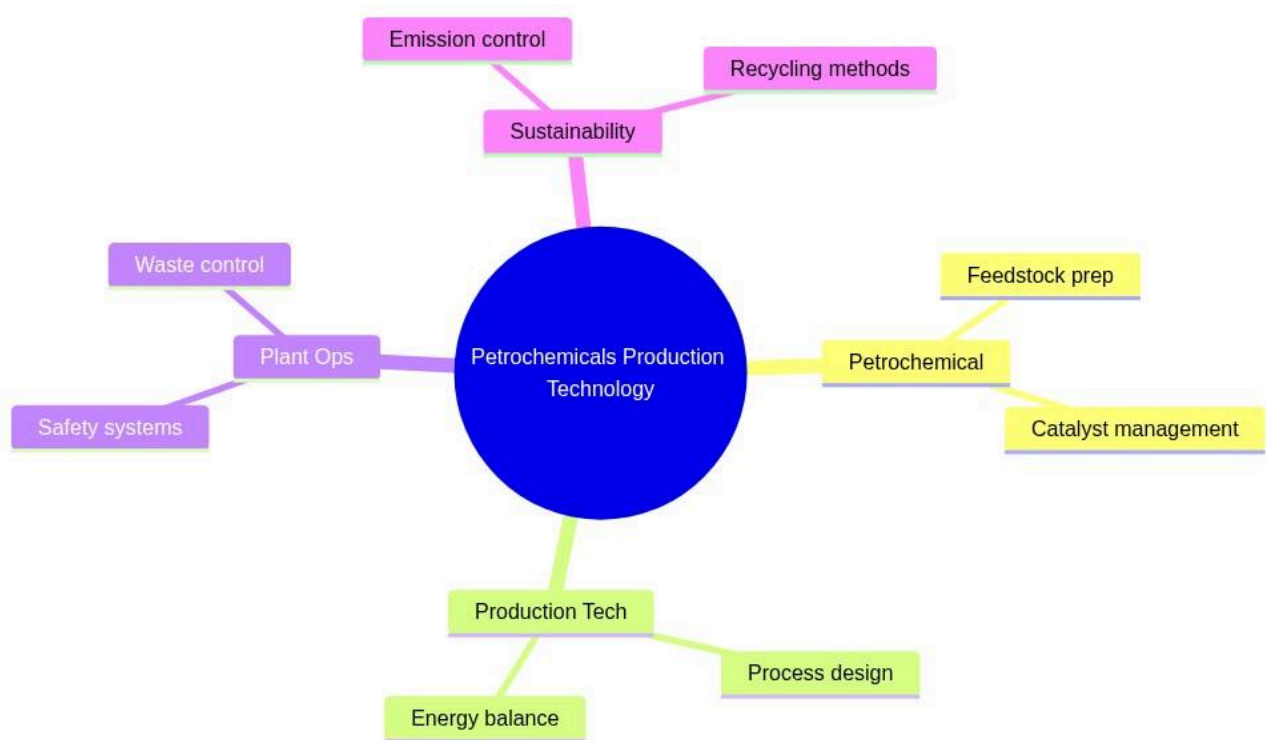 Emission control
Recycling methods
Sustainability
Waste control
Feedstock prep
Plant Ops
Petrochemicals Production
Technology
Petrochemical
Safety systems
Catalyst management
Production Tech
Process design
Energy balance